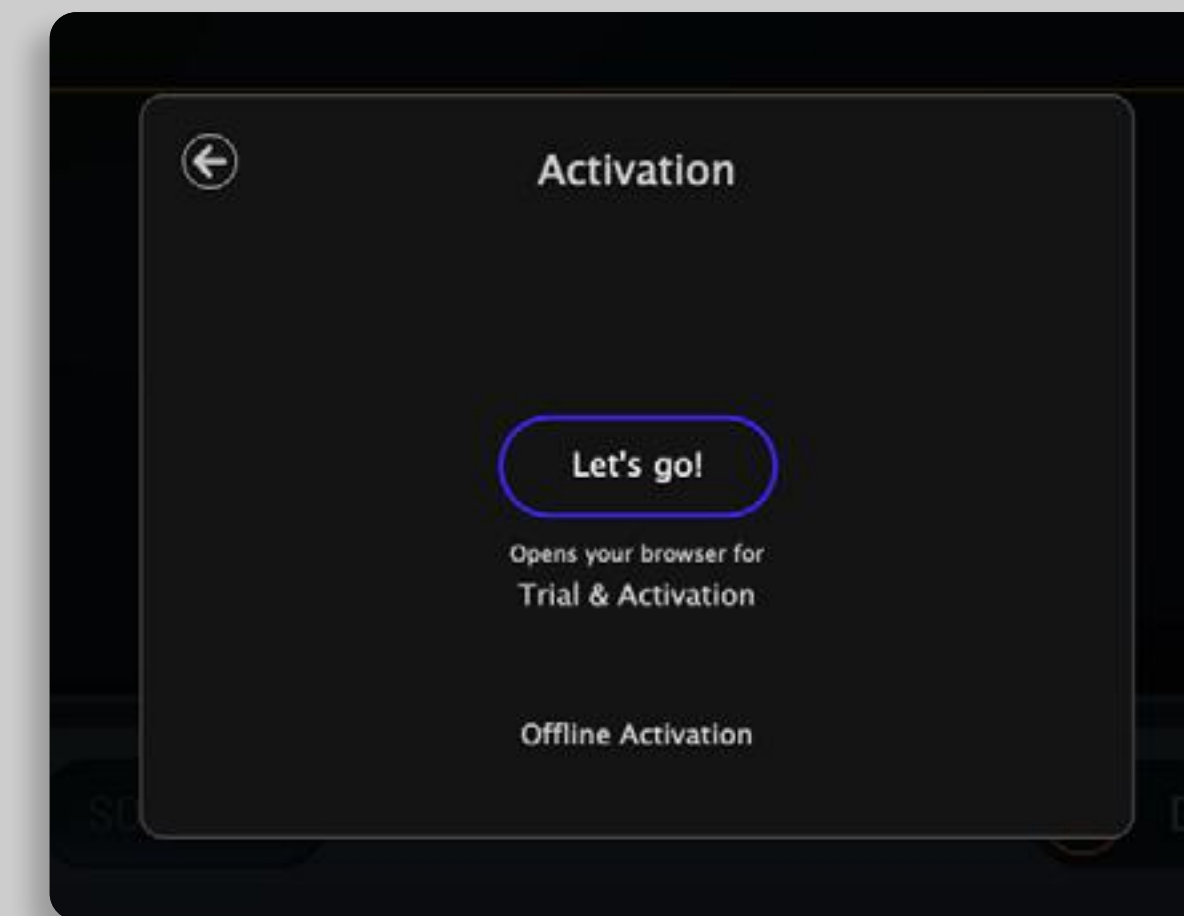 Activation
Let's go!
Opens your browser for
Trial & Activation
Offline Activation